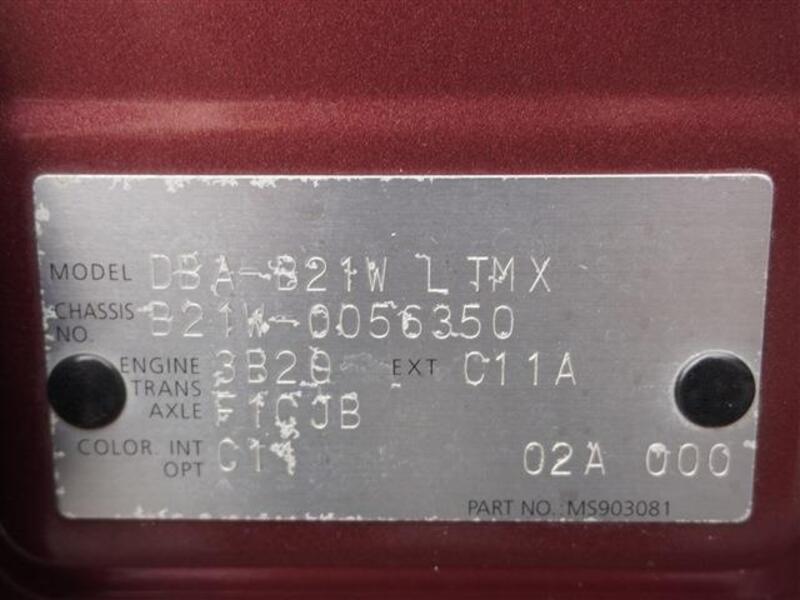 MODEL DBA-B21W LTMX
CHASSIS NO. B21W-0056350
ENGINE 3B20 EXT C11A
TRANS AXLE F1CJB
COLOR. INT OPT C11 02A 000
PART NO. MS903081